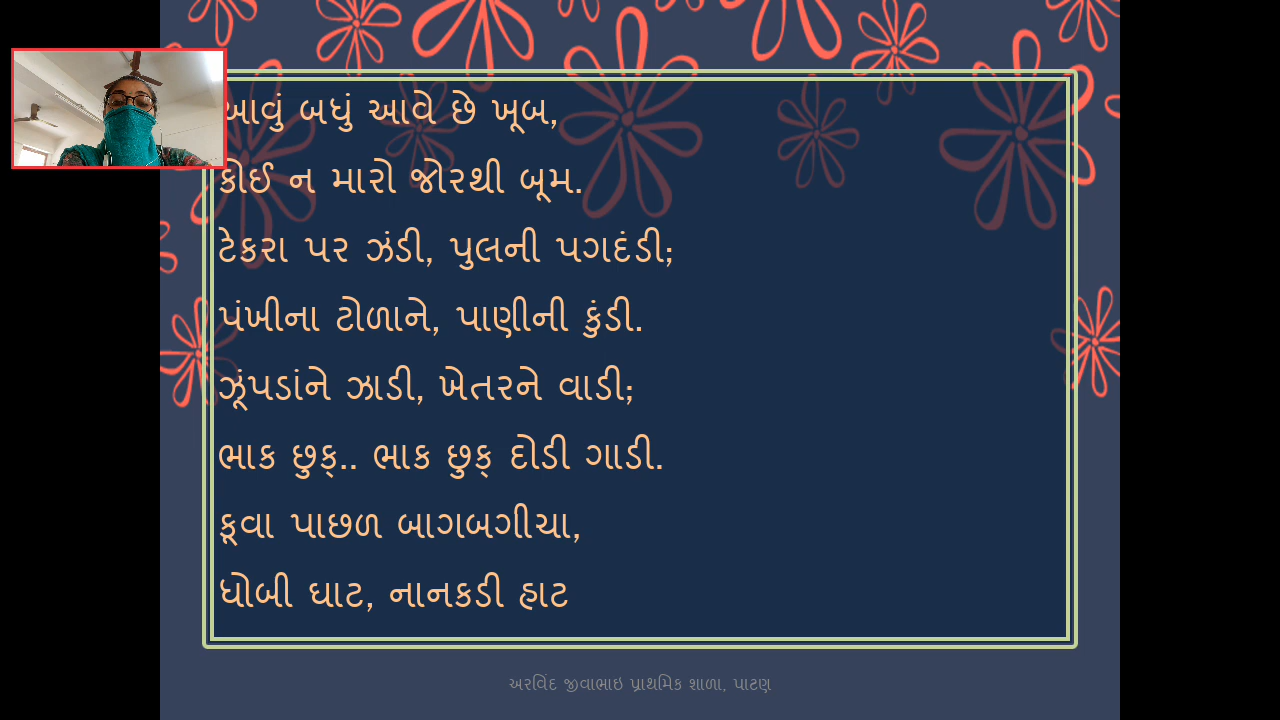 આવું બધું આવે છે ખૂબ,
કોઈ ન મારો જોરથી બૂમ.
ટેકરા પર ઝંડી, પુલની પગદંડી;
પંખીના ટોળાને, પાણીની કુંડી.
ઝૂંપડાંને ઝાડી, ખેતરને વાડી;
ભાક છુક્.. ભાક છુક્ દોડી ગાડી.
કૂવા પાછળ બાગબગીચા,
ધોબી ઘાટ, નાનકડી હાટ
અરવિંદ જીવાભાઇ પ્રાથમિક શાળા, પાટણ